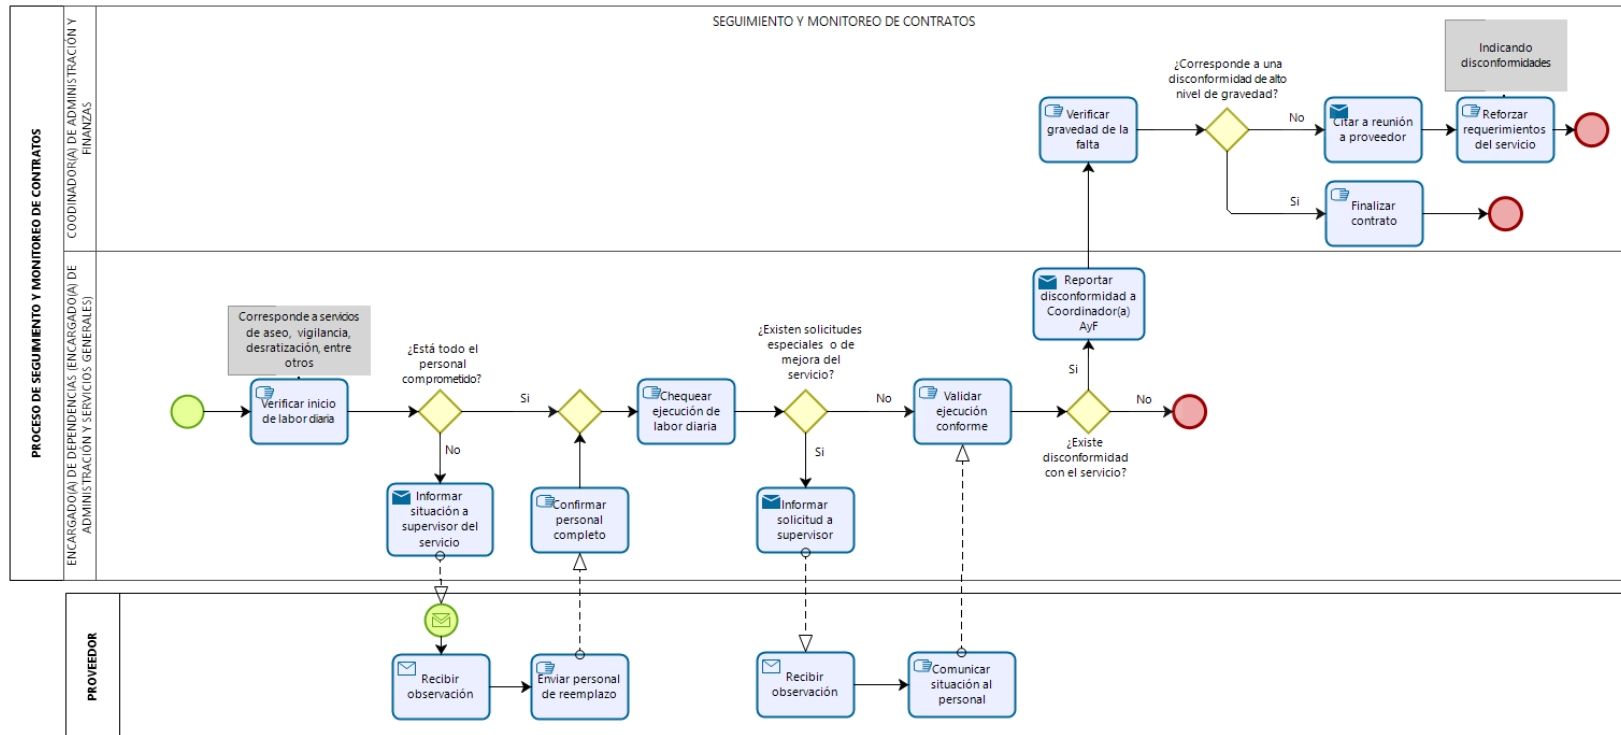 SEGUIMIENTO Y MONITOREO DE CONTRATOS
PROCESO DE SEGUIMIENTO Y MONITOREO DE CONTRATOS
COODINADOR(A) DE ADMINISTRACIÓN Y
FINANZAS
¿Corresponde a una
disconformidad de alto
nivel de gravedad?
Indicando
disconformidades
Verificar
gravedad de la
falta
No
Citar a reunión
a proveedor
Reforzar
requerimientos
del servicio
Si
Finalizar
contrato
ENCARGADO(A) DE DEPENDENCIAS (ENCARGADO(A) DE
ADMINISTRACIÓN Y SERVICIOS GENERALES)
Corresponde a servicios
de aseo, vigilancia,
desratización, entre
otros
¿Está todo el
personal
comprometido?
¿Existen solicitudes
especiales o de
mejora del
servicio?
Reportar
disconformidad a
Coordinador(a)
AyF
Si
Verificar inicio
de labor diaria
Si
Chequear
ejecución de
labor diaria
No
Validar
ejecución
conforme
No
No
Si
¿Existe
disconformidad
con el servicio?
Informar
situación a
supervisor del
servicio
Confirmar
personal
completo
Informar
solicitud a
supervisor
PROVEEDOR
Recibir
observación
Enviar personal
de reemplazo
Recibir
observación
Comunicar
situación al
personal